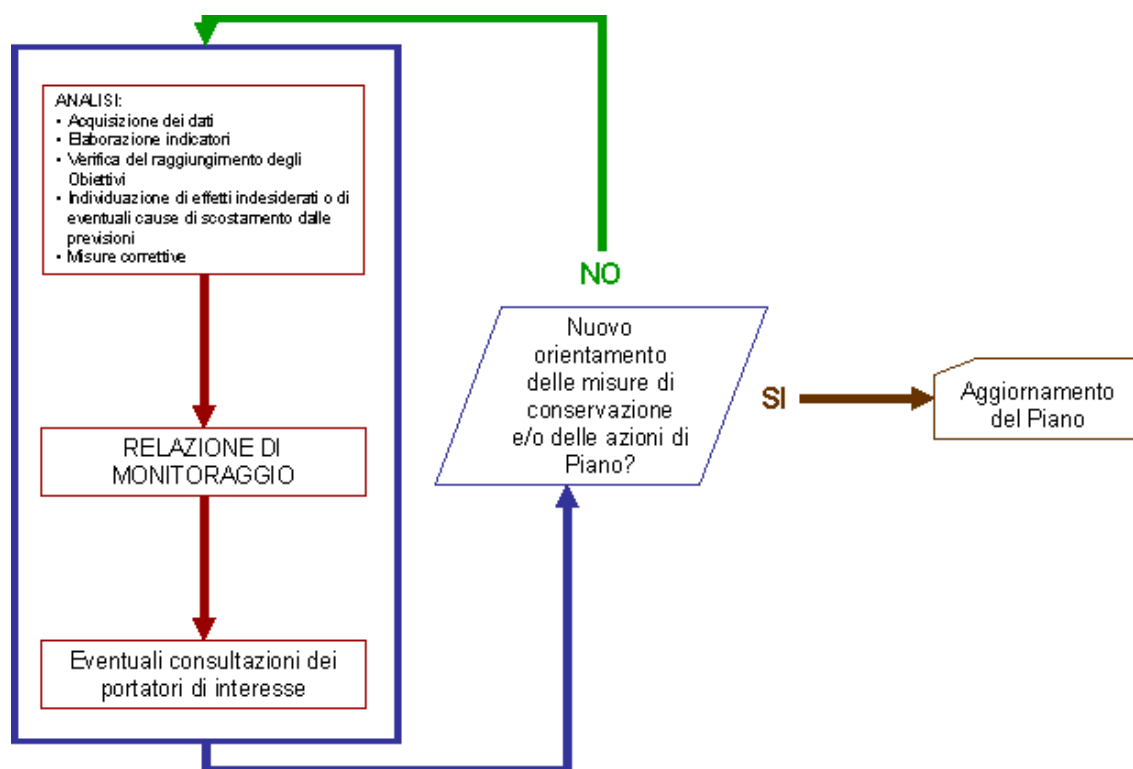 ANALISI:
• Acquisizione dei dati
• Elaborazione indicatori
• Verifica del raggiungimento degli
Obiettivi
• Individuazione di effetti indesiderati o di
eventuali cause di scostamento dalle
previsioni
• Misure correttive
RELAZIONE DI
MONITORAGGIO
Eventuali consultazioni dei
portatori di interesse
NO
Nuovo
orientamento
delle misure di
conservazione
e/o delle azioni di
Piano?
SI
Aggiornamento
del Piano